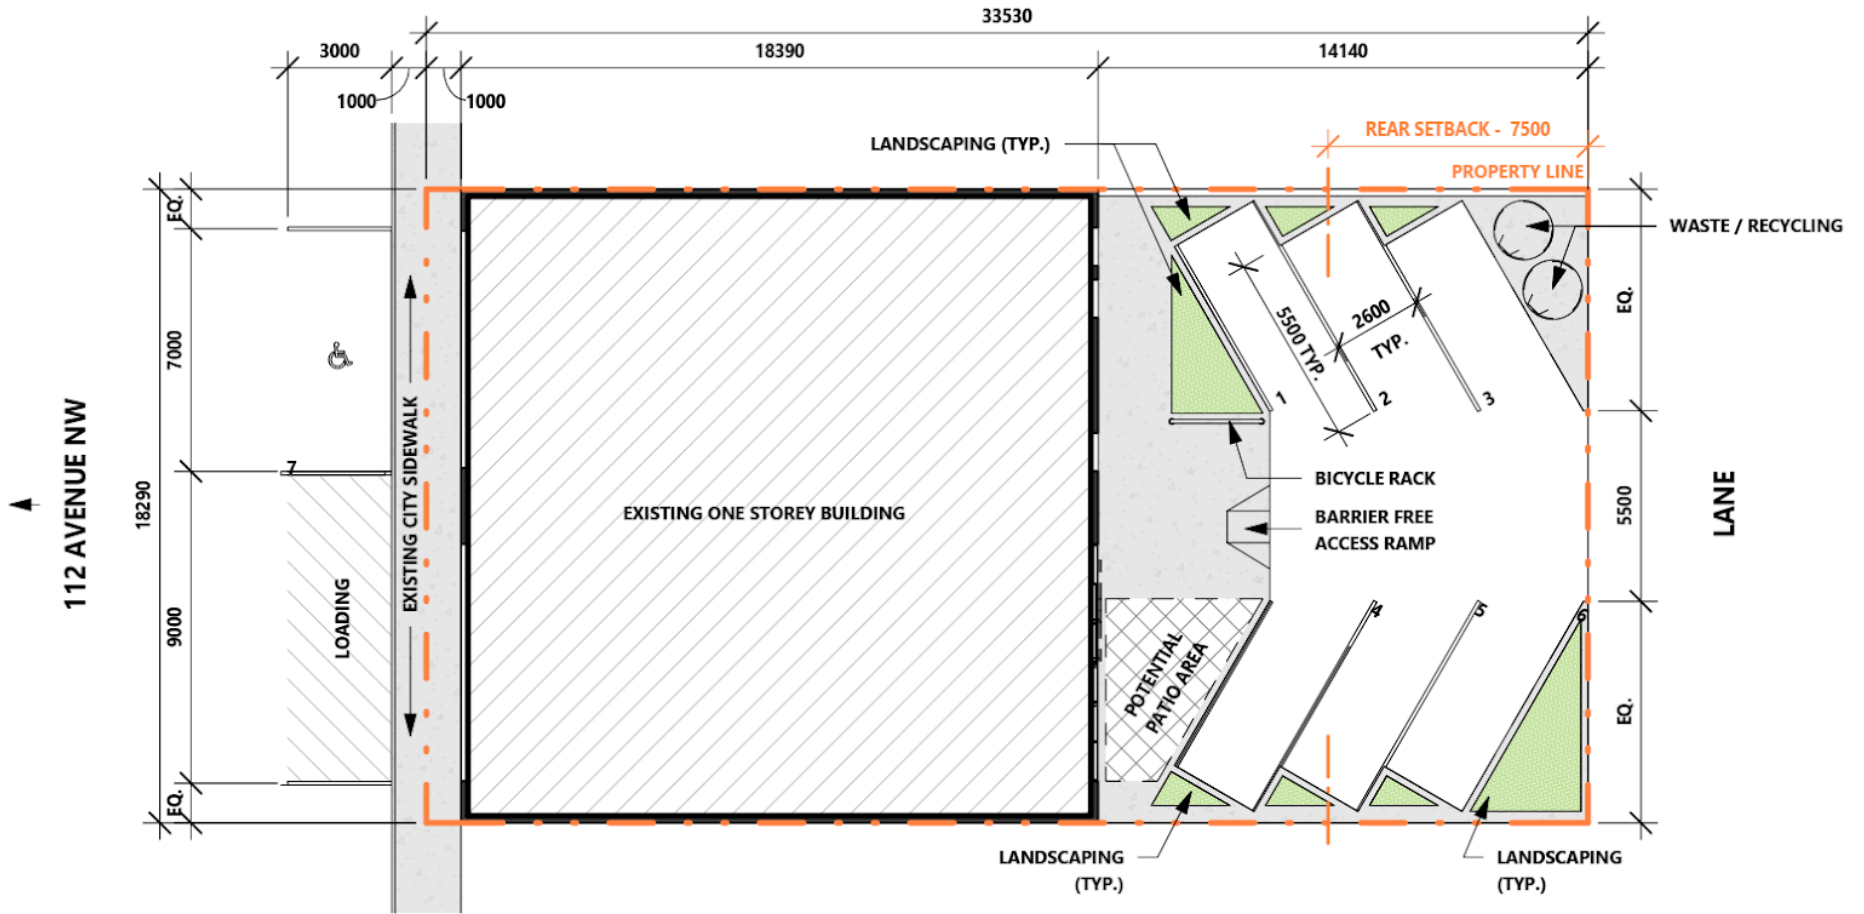 33530
3000
18390
14140
1000
1000
REAR SETBACK - 7500
LANDSCAPING (TYP.)
PROPERTY LINE
EQ.
WASTE / RECYCLING
EQ.
5500 TYP.
2600
TYP.
7000
1
2
3
112 AVENUE NW
EXISTING CITY SIDEWALK
7
BICYCLE RACK
18290
EXISTING ONE STOREY BUILDING
BARRIER FREE
ACCESS RAMP
5500
LANE
9000
LOADING
4
5
6
POTENTIAL
PATIO AREA
EQ.
EQ.
LANDSCAPING
(TYP.)
LANDSCAPING
(TYP.)